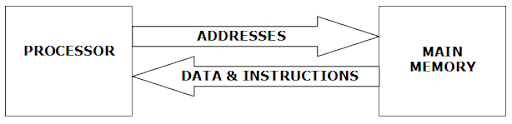 PROCESSOR
ADDRESSES
DATA & INSTRUCTIONS
MAIN
MEMORY